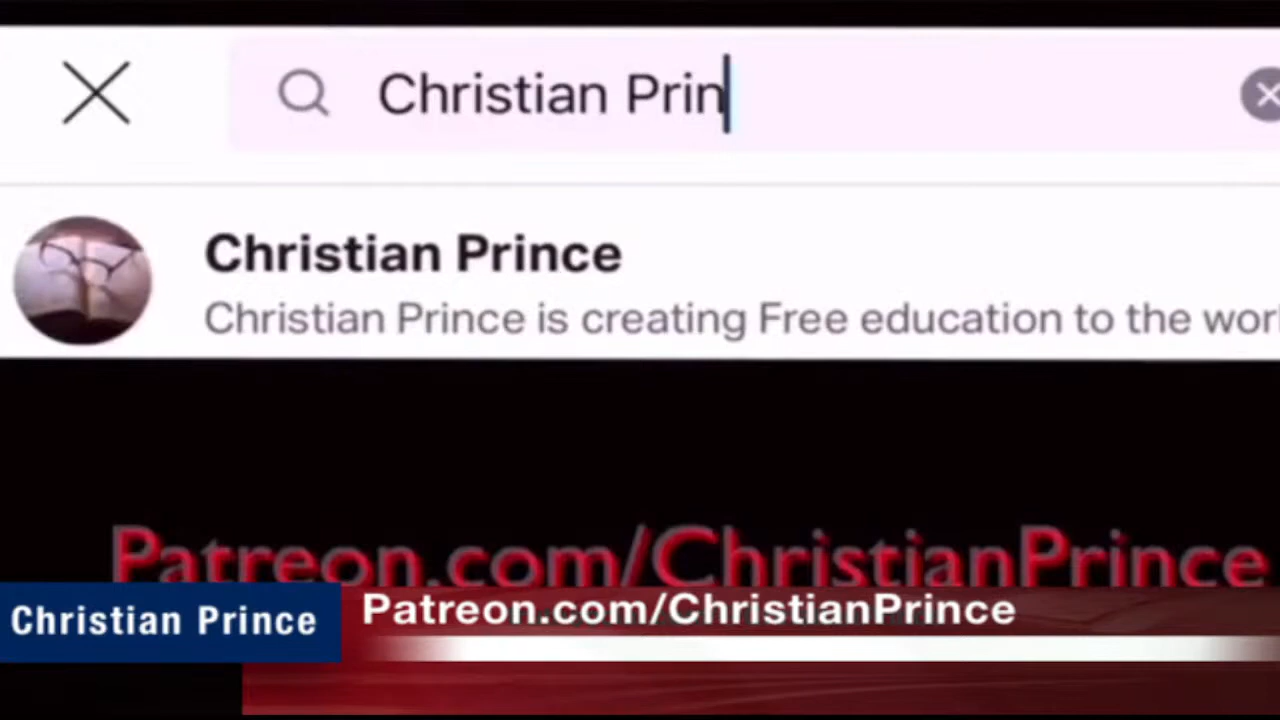 Christian Prin
Christian Prince
Christian Prince is creating Free education to the worl
Patreon.com/ChristianPrince
Christian Prince
Patreon.com/ChristianPrince